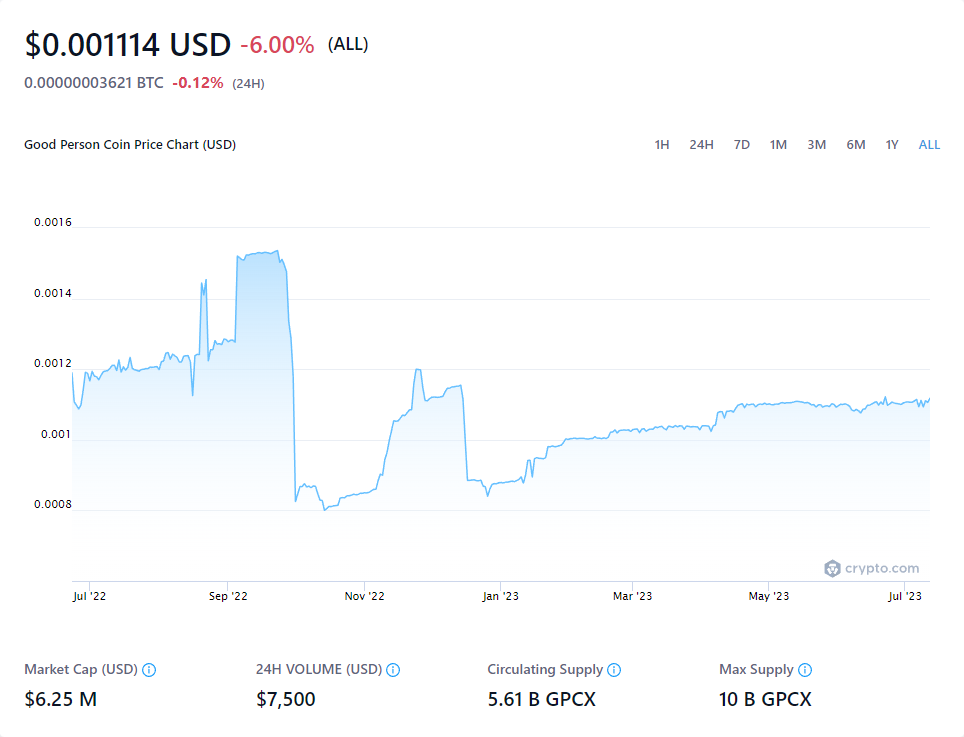 $0.001114 USD -6.00% (ALL)
0.00000003621 BTC -0.12% (24H)
Good Person Coin Price Chart (USD) 1H 24H 7D 1M 3M 6M 1Y ALL
0.0016
0.0014
0.0012
0.001
0.0008
crypto.com
Jul '22 Sep '22 Nov '22 Jan '23 Mar '23 May '23 Jul '23
Market Cap (USD) 24H VOLUME (USD) Circulating Supply Max Supply
$6.25 M $7,500 5.61 B GPCX 10 B GPCX